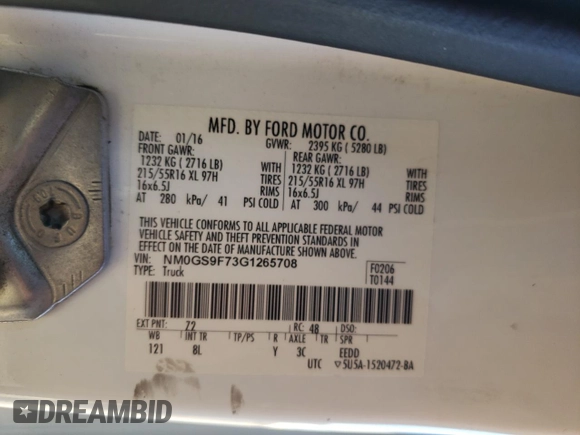 MFD. BY FORD MOTOR CO.
DATE: 01/16 GVWR: 2395 KG ( 5280 LB)
FRONT GAWR: REAR GAWR:
1232 KG ( 2716 LB) WITH 1232 KG ( 2716 LB) WITH
215/55R16 XL 97H TIRES 215/55R16 XL 97H TIRES
16x6.5J RIMS 16x6.5J RIMS
AT 280 kPa/ 41 PSI COLD AT 300 kPa/ 44 PSI COLD
THIS VEHICLE CONFORMS TO ALL APPLICABLE FEDERAL MOTOR
VEHICLE SAFETY AND THEFT PREVENTION STANDARDS IN
EFFECT ON THE DATE OF MANUFACTURE SHOWN ABOVE.
VIN: NM0GS9F73G1265708 F0206
TYPE: Truck T0144
EXT PNT: Z2 RC: 48 DSO:
WB INT TR TP/PS R AXLE TR SPR
121 8L Y 3C EEDD
UTC 5U5A-1520472-BA
DREAMBID